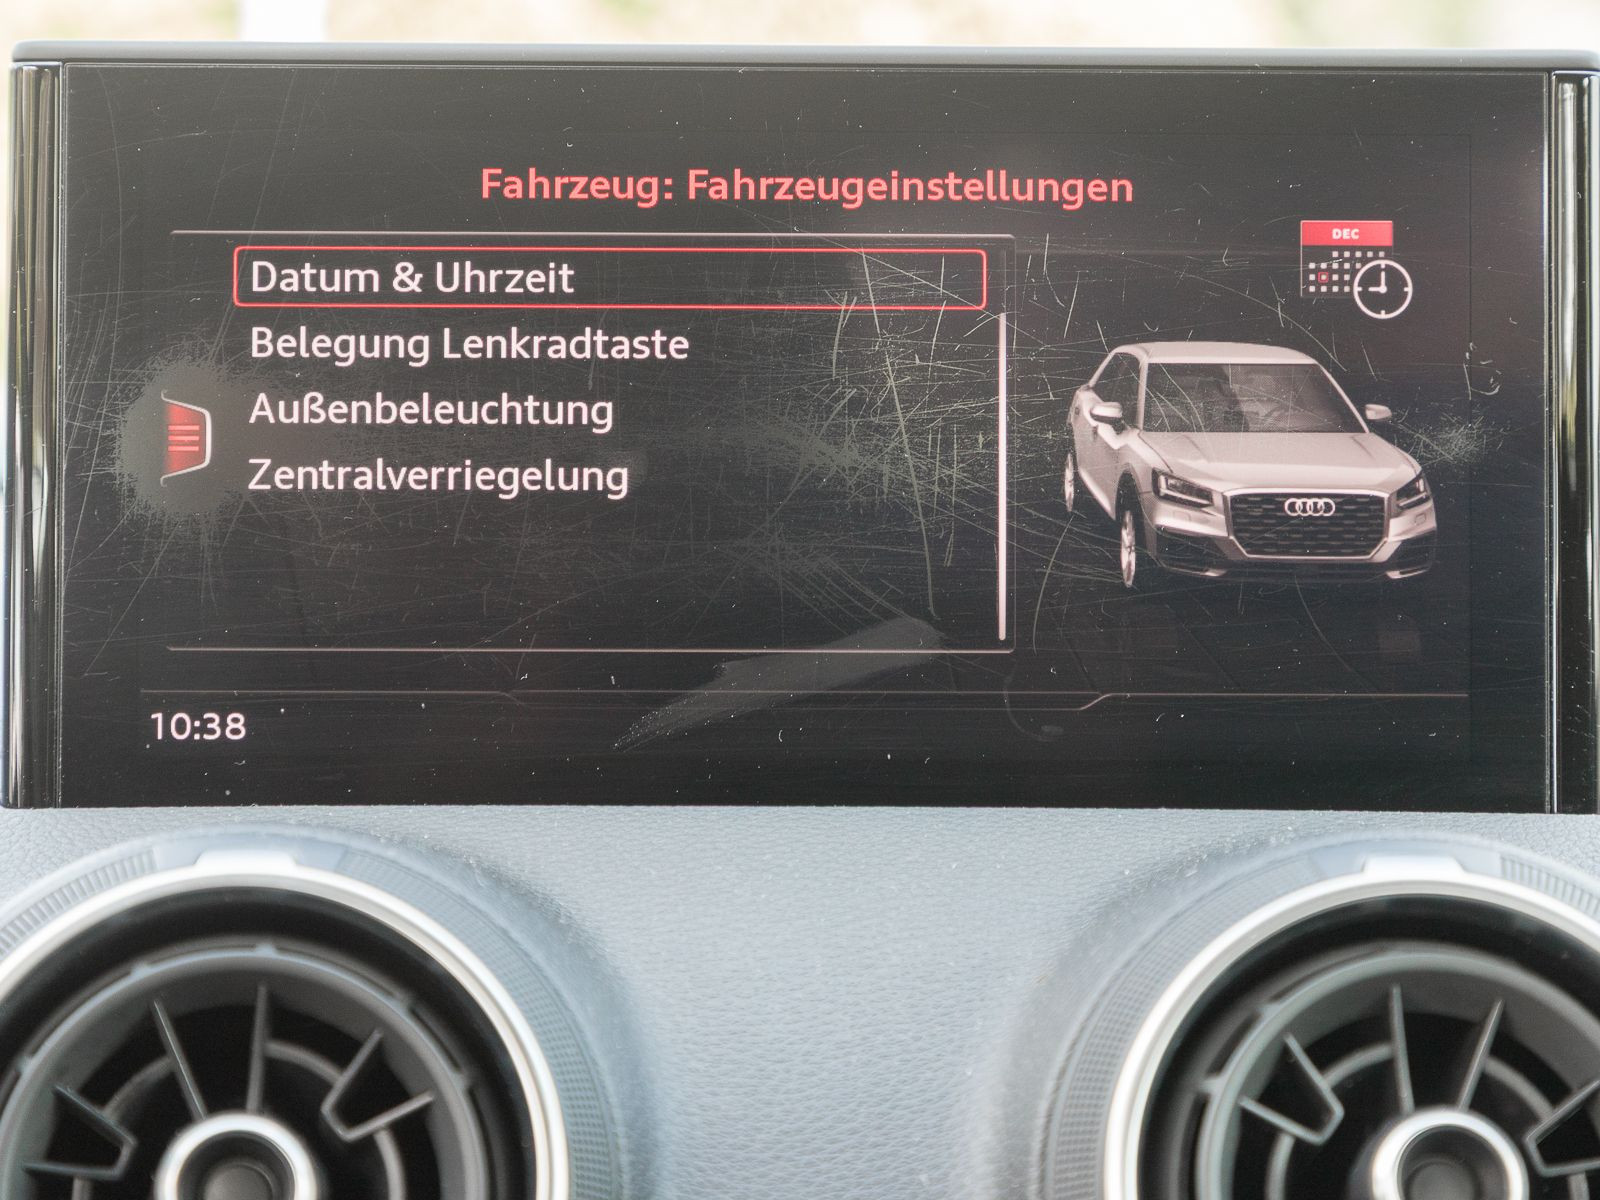 Fahrzeug: Fahrzeugeinstellungen
DEC
Datum & Uhrzeit
Belegung Lenkradtaste
Außenbeleuchtung
Zentralverriegelung
10:38